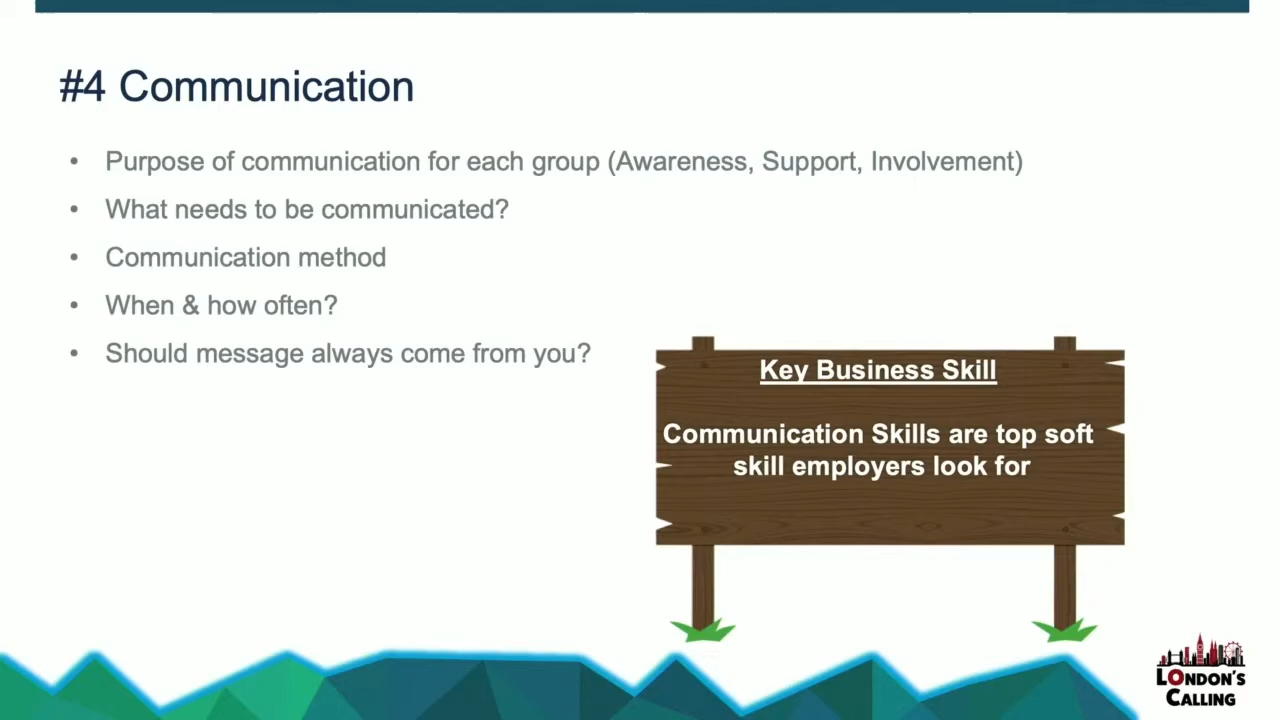 #4 Communication
• Purpose of communication for each group (Awareness, Support, Involvement)
• What needs to be communicated?
• Communication method
• When & how often?
• Should message always come from you?
Key Business Skill
Communication Skills are top soft
skill employers look for
LONDON'S
CALLING